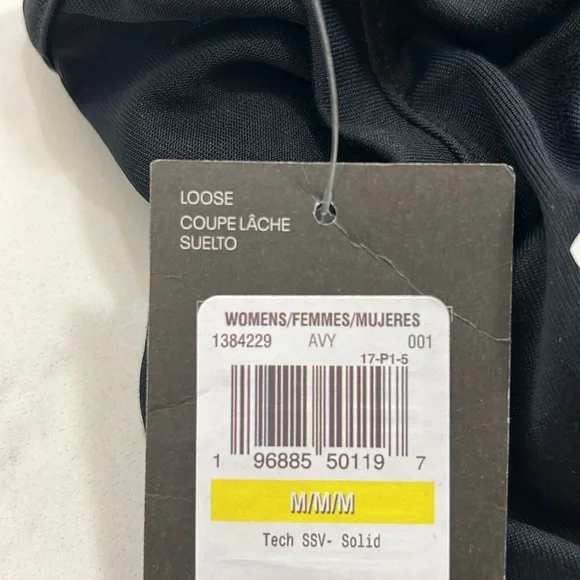 LOOSE
COUPE LÂCHE
SUELTO
WOMENS/FEMMES/MUJERES
1384229 AVY 001
17-P1-5
1 96885 50119 7
M/M/M
Tech SSV- Solid